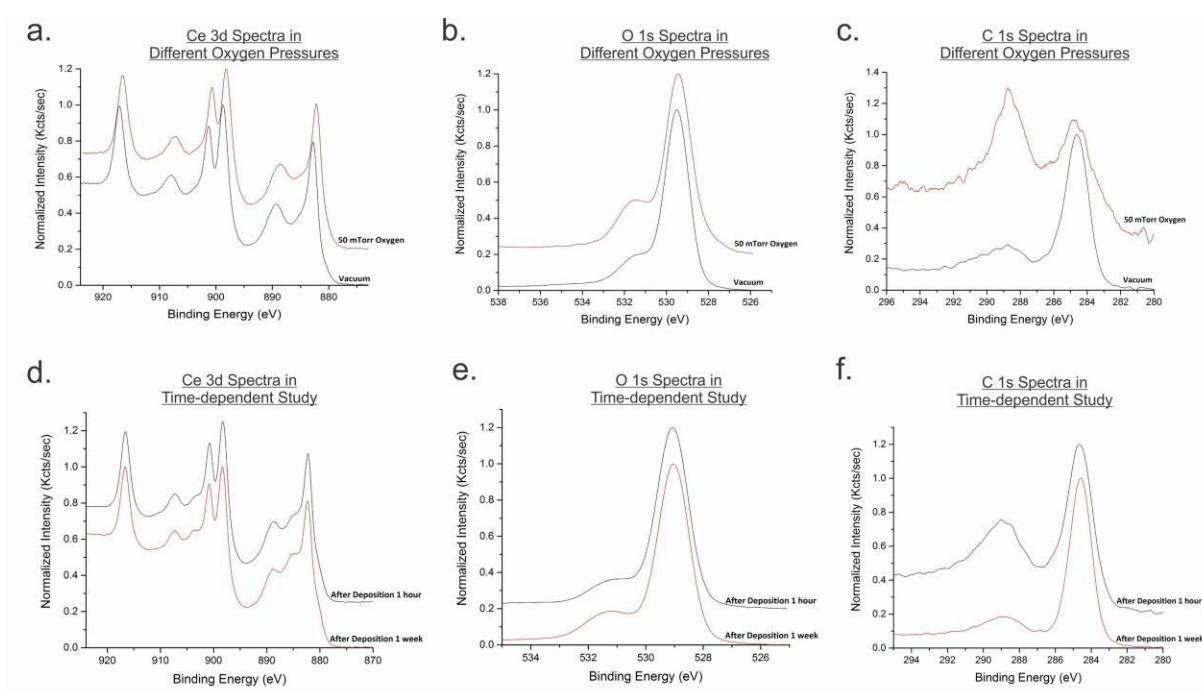 a.
Ce 3d Spectra in
Different Oxygen Pressures
Normalized Intensity (Kcts/sec)
1.2
1.0
0.8
0.6
0.4
0.2
0.0
50 mTorr Oxygen
Vacuum
920 910 900 890 880
Binding Energy (eV)
b.
O 1s Spectra in
Different Oxygen Pressures
Normalized Intensity (Kcts/sec)
1.2
1.0
0.8
0.6
0.4
0.2
0.0
50 mTorr Oxygen
Vacuum
538 536 534 532 530 528 526
Binding Energy (eV)
c.
C 1s Spectra in
Different Oxygen Pressures
Normalized Intensity (Kcts/sec)
1.4
1.2
1.0
0.8
0.6
0.4
0.2
0.0
50 mTorr Oxygen
Vacuum
296 294 292 290 288 286 284 282 280
Binding Energy (eV)
d.
Ce 3d Spectra in
Time-dependent Study
Normalized Intensity (Kcts/sec)
1.2
1.0
0.8
0.6
0.4
0.2
0.0
After Deposition 1 hour
After Deposition 1 week
920 910 900 890 880 870
Binding Energy (eV)
e.
O 1s Spectra in
Time-dependent Study
Normalized Intensity (Kcts/sec)
1.2
1.0
0.8
0.6
0.4
0.2
0.0
After Deposition 1 hour
After Deposition 1 week
534 532 530 528 526
Binding Energy (eV)
f.
C 1s Spectra in
Time-dependent Study
Normalized Intensity (Kcts/sec)
1.2
1.0
0.8
0.6
0.4
0.2
0.0
After Deposition 1 hour
After Deposition 1 week
294 292 290 288 286 284 282 280
Binding Energy (eV)